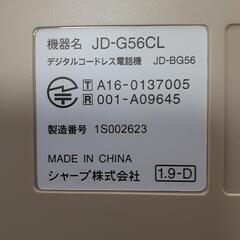 機器名 JD-G56CL
デジタルコードレス電話機 JD-BG56
T A16-0137005
R 001-A09645
製造番号 1S002623
MADE IN CHINA
シャープ株式会社 1.9-D